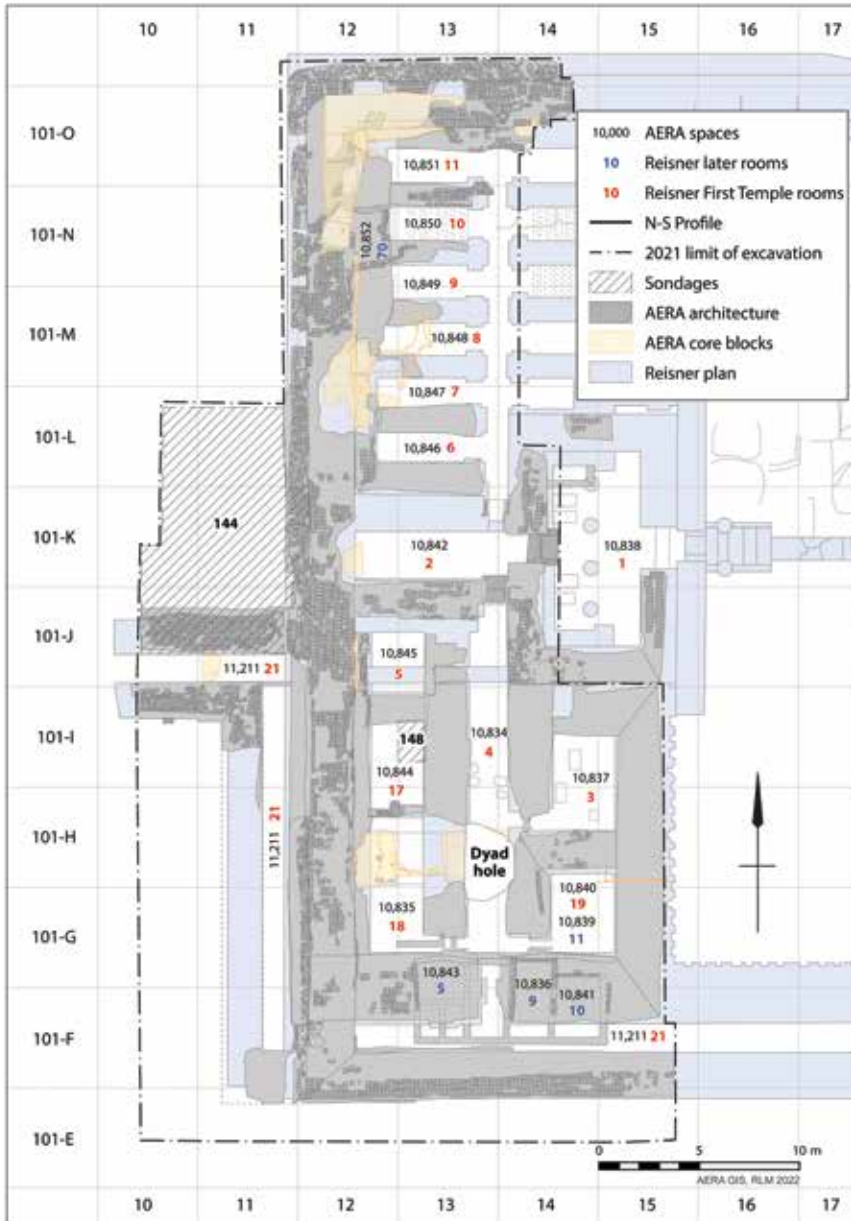 10 11 12 13 14 15 16 17
101-O
101-N
101-M
101-L
101-K
101-J
101-I
101-H
101-G
101-F
101-E
10,000 AERA spaces
10 Reisner later rooms
10 Reisner First Temple rooms
N-S Profile
2021 limit of excavation
Sondages
AERA architecture
AERA core blocks
Reisner plan
10,851 11
10,850 10
10,852
70
10,849 9
10,848 8
10,847 7
10,846 6
144
10,842
2
10,838
1
10,845
5
11,211 21
148
10,834
4
10,844
17
10,837
3
11,211 21
Dyad
hole
10,840
19
10,839
11
10,835
18
10,843
5
10,836
9
10,841
10
11,211 21
0 5 10 m
AERA GIS, RLM 2022
10 11 12 13 14 15 16 17